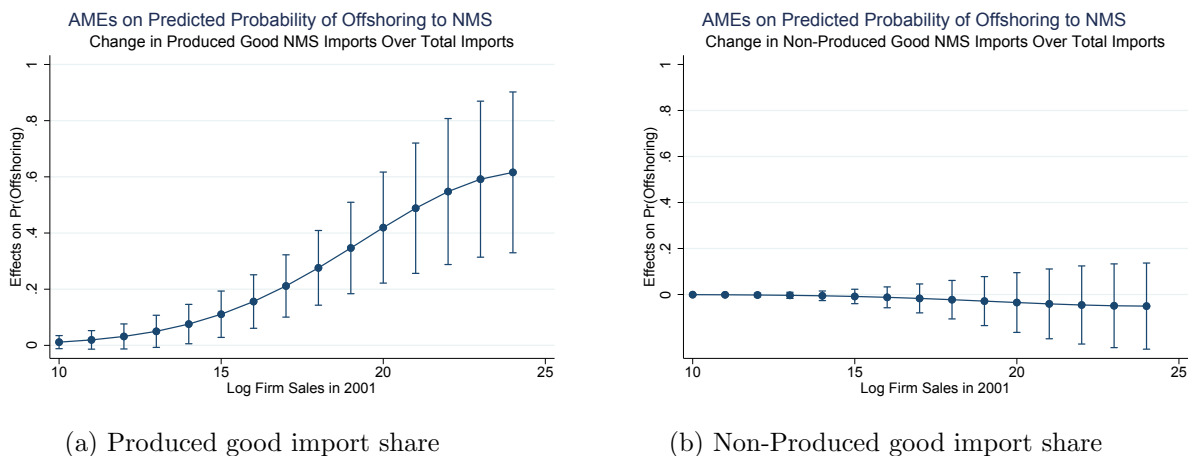 AMEs on Predicted Probability of Offshoring to NMS
Change in Produced Good NMS Imports Over Total Imports
Effects on Pr(Offshoring)
1
.8
.6
.4
.2
0
10 15 20 25
Log Firm Sales in 2001
(a) Produced good import share
AMEs on Predicted Probability of Offshoring to NMS
Change in Non-Produced Good NMS Imports Over Total Imports
Effects on Pr(Offshoring)
1
.8
.6
.4
.2
0
10 15 20 25
Log Firm Sales in 2001
(b) Non-Produced good import share